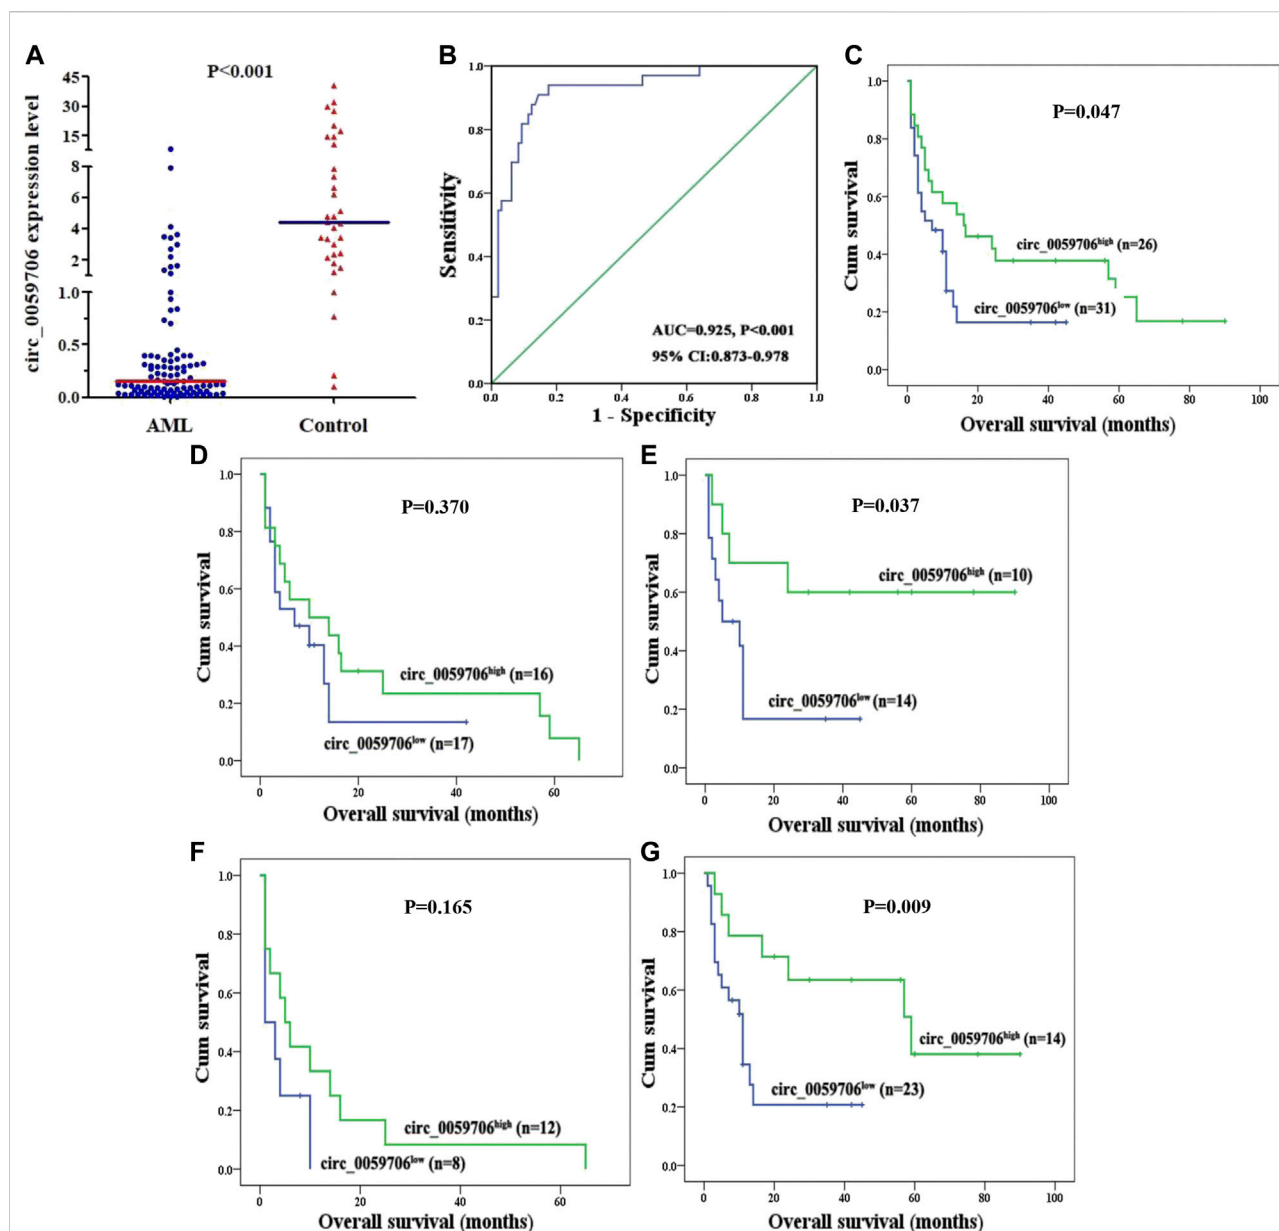 A
P<0.001
circ_0059706 expression level
45
30
15
8
6
4
2
1.0
0.5
0.0
AML
Control
B
Sensitivity
1.0
0.8
0.6
0.4
0.2
0.0
AUC=0.925, P<0.001
95% CI:0.873-0.978
0.0 0.2 0.4 0.6 0.8 1.0
1 - Specificity
C
P=0.047
Cum survival
1.0
0.8
0.6
0.4
0.2
0.0
circ_0059706high (n=26)
circ_0059706low (n=31)
0 20 40 60 80 100
Overall survival (months)
D
P=0.370
Cum survival
1.0
0.8
0.6
0.4
0.2
0.0
circ_0059706high (n=16)
circ_0059706low (n=17)
0 20 40 60
Overall survival (months)
E
P=0.037
Cum survival
1.0
0.8
0.6
0.4
0.2
0.0
circ_0059706high (n=10)
circ_0059706low (n=14)
0 20 40 60 80 100
Overall survival (months)
F
P=0.165
Cum survival
1.0
0.8
0.6
0.4
0.2
0.0
circ_0059706high (n=12)
circ_0059706low (n=8)
0 20 40 60
Overall survival (months)
G
P=0.009
Cum survival
1.0
0.8
0.6
0.4
0.2
0.0
circ_0059706high (n=14)
circ_0059706low (n=23)
0 20 40 60 80 100
Overall survival (months)